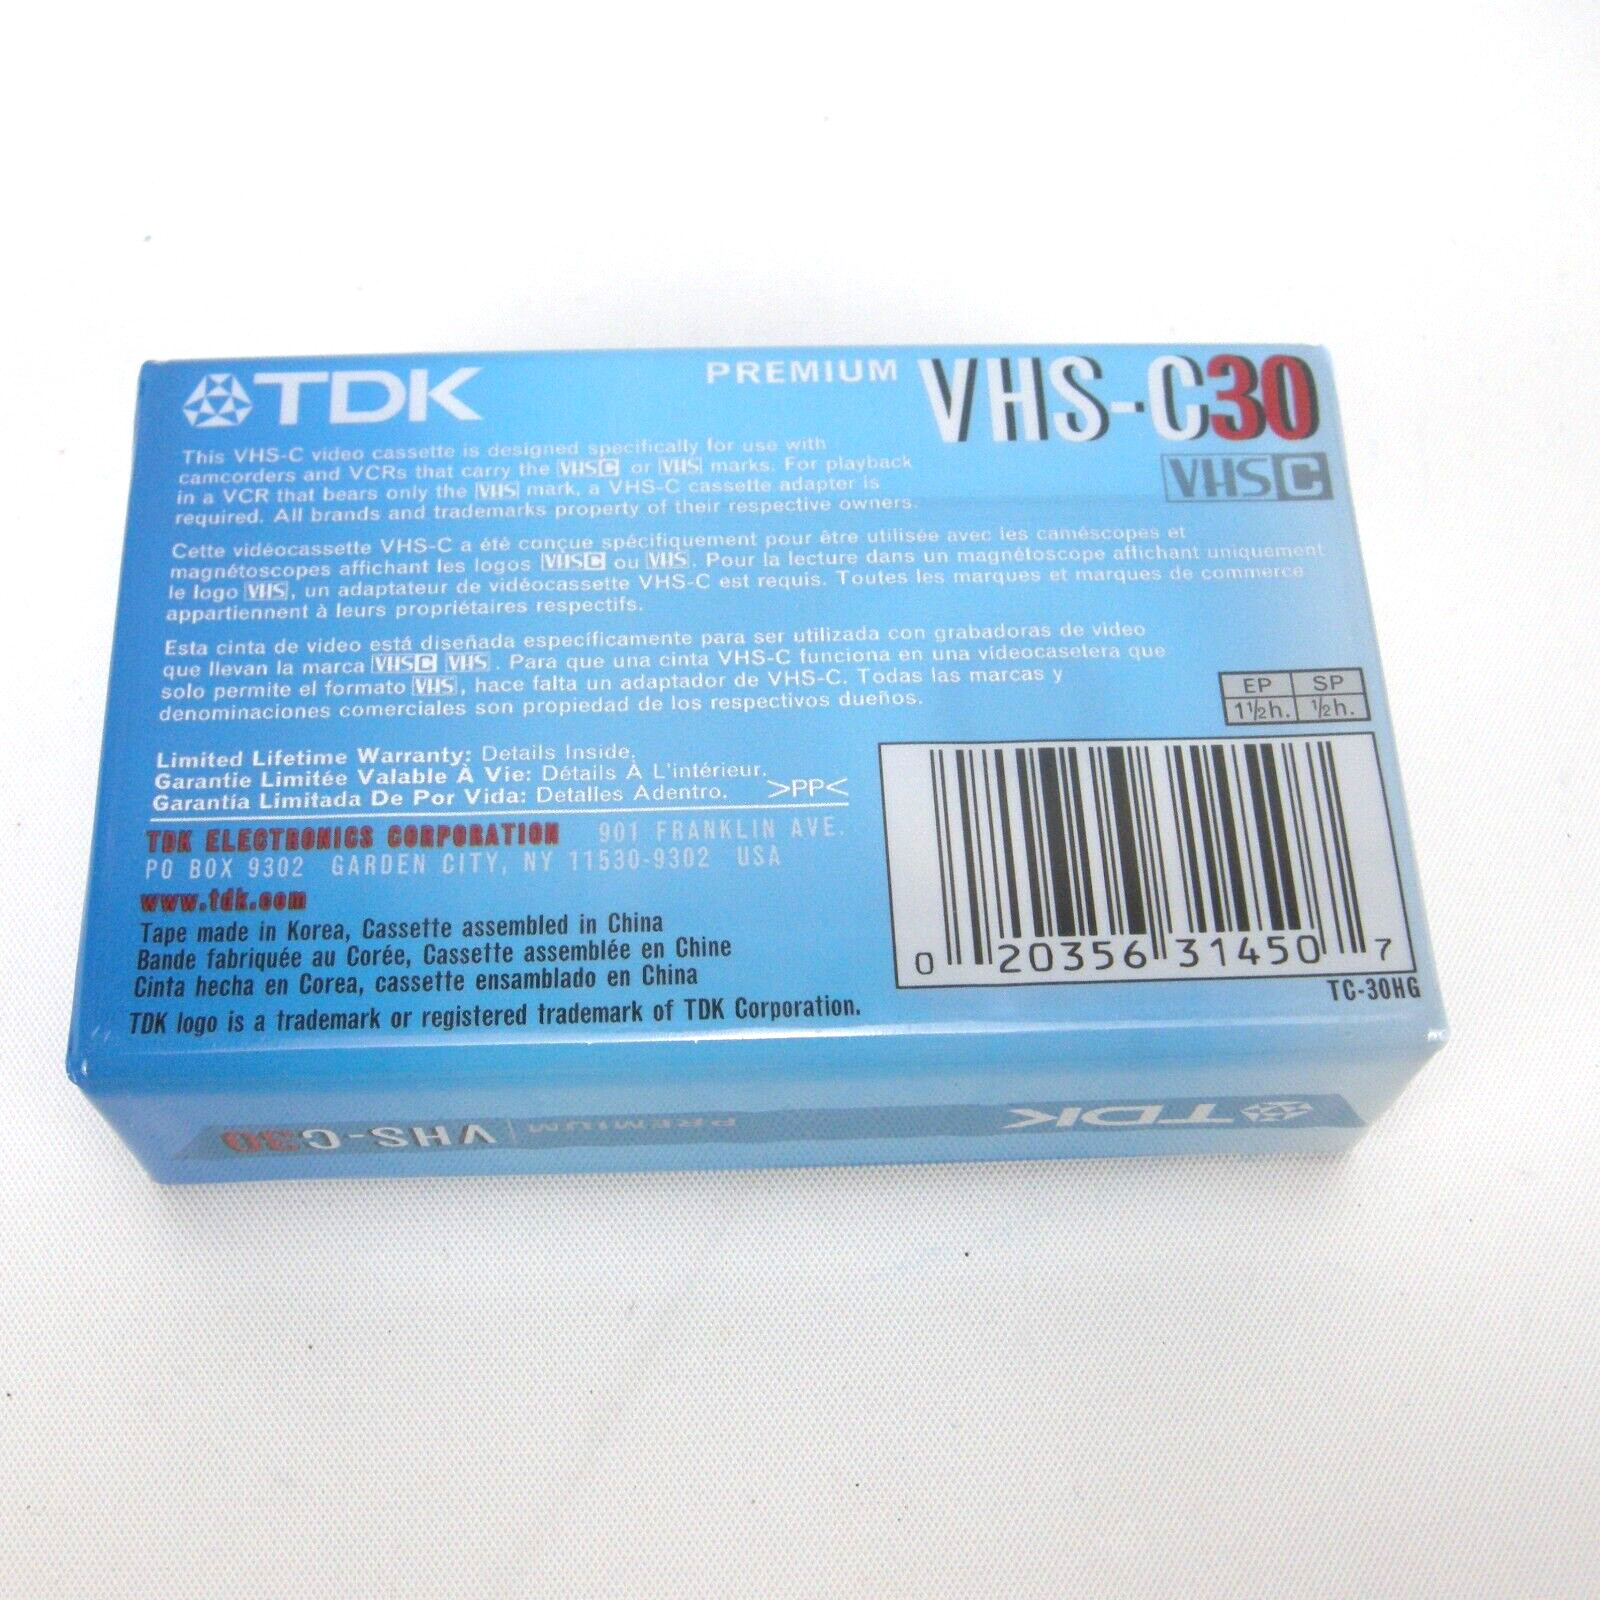 TDK
PREMIUM VHS-C30
VHS C
This VHS-C video cassette is designed specifically for use with
camcorders and VCRs that carry the VHS C or VHS marks. For playback
in a VCR that bears only the VHS mark, a VHS-C cassette adapter is
required. All brands and trademarks property of their respective owners.
Cette vidéocassette VHS-C a été conçue spécifiquement pour être utilisée avec les caméscopes et
magnétoscopes affichant les logos VHS C ou VHS. Pour la lecture dans un magnétoscope affichant uniquement
le logo VHS, un adaptateur de vidéocassette VHS-C est requis. Toutes les marques et marques de commerce
appartiennent à leurs propriétaires respectifs.
Esta cinta de video está diseñada específicamente para ser utilizada con grabadoras de video
que llevan la marca VHS C VHS. Para que una cinta VHS-C funciona en una videocasetera que
solo permite el formato VHS, hace falta un adaptador de VHS-C. Todas las marcas y
denominaciones comerciales son propiedad de los respectivos dueños.
EP SP
1½h. ½h.
Limited Lifetime Warranty: Details Inside.
Garantie Limitée Valable À Vie: Détails À L'intérieur.
Garantía Limitada De Por Vida: Detalles Adentro. >PP<
TDK ELECTRONICS CORPORATION 901 FRANKLIN AVE.
PO BOX 9302 GARDEN CITY, NY 11530-9302 USA
www.tdk.com
Tape made in Korea, Cassette assembled in China
Bande fabriquée au Corée, Cassette assemblée en Chine
Cinta hecha en Corea, cassette ensamblado en China
TDK logo is a trademark or registered trademark of TDK Corporation.
0 20356 31450 7
TC-30HG
TDK PREMIUM VHS-C30